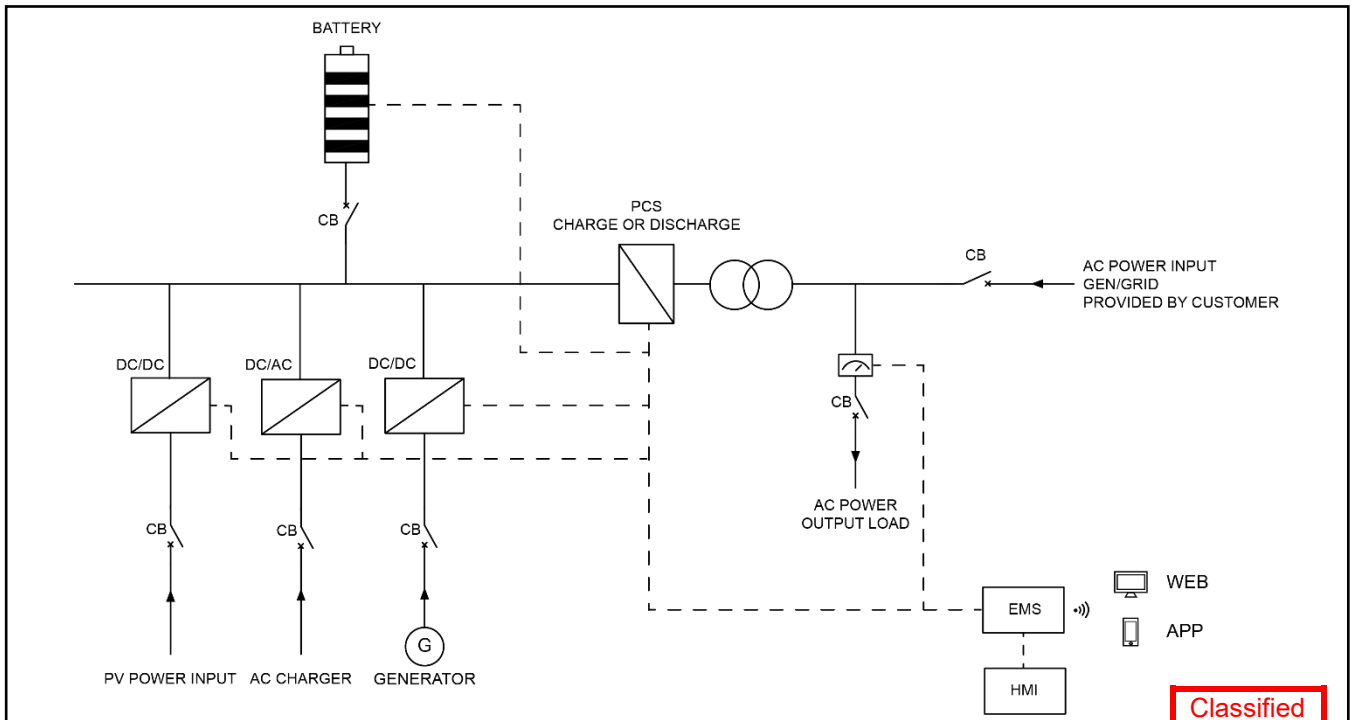 BATTERY
CB
PCS
CHARGE OR DISCHARGE
CB
AC POWER INPUT
GEN/GRID
PROVIDED BY CUSTOMER
DC/DC
DC/AC
DC/DC
CB
AC POWER
OUTPUT LOAD
CB
CB
CB
G
PV POWER INPUT
AC CHARGER
GENERATOR
EMS
WEB
APP
HMI
Classified